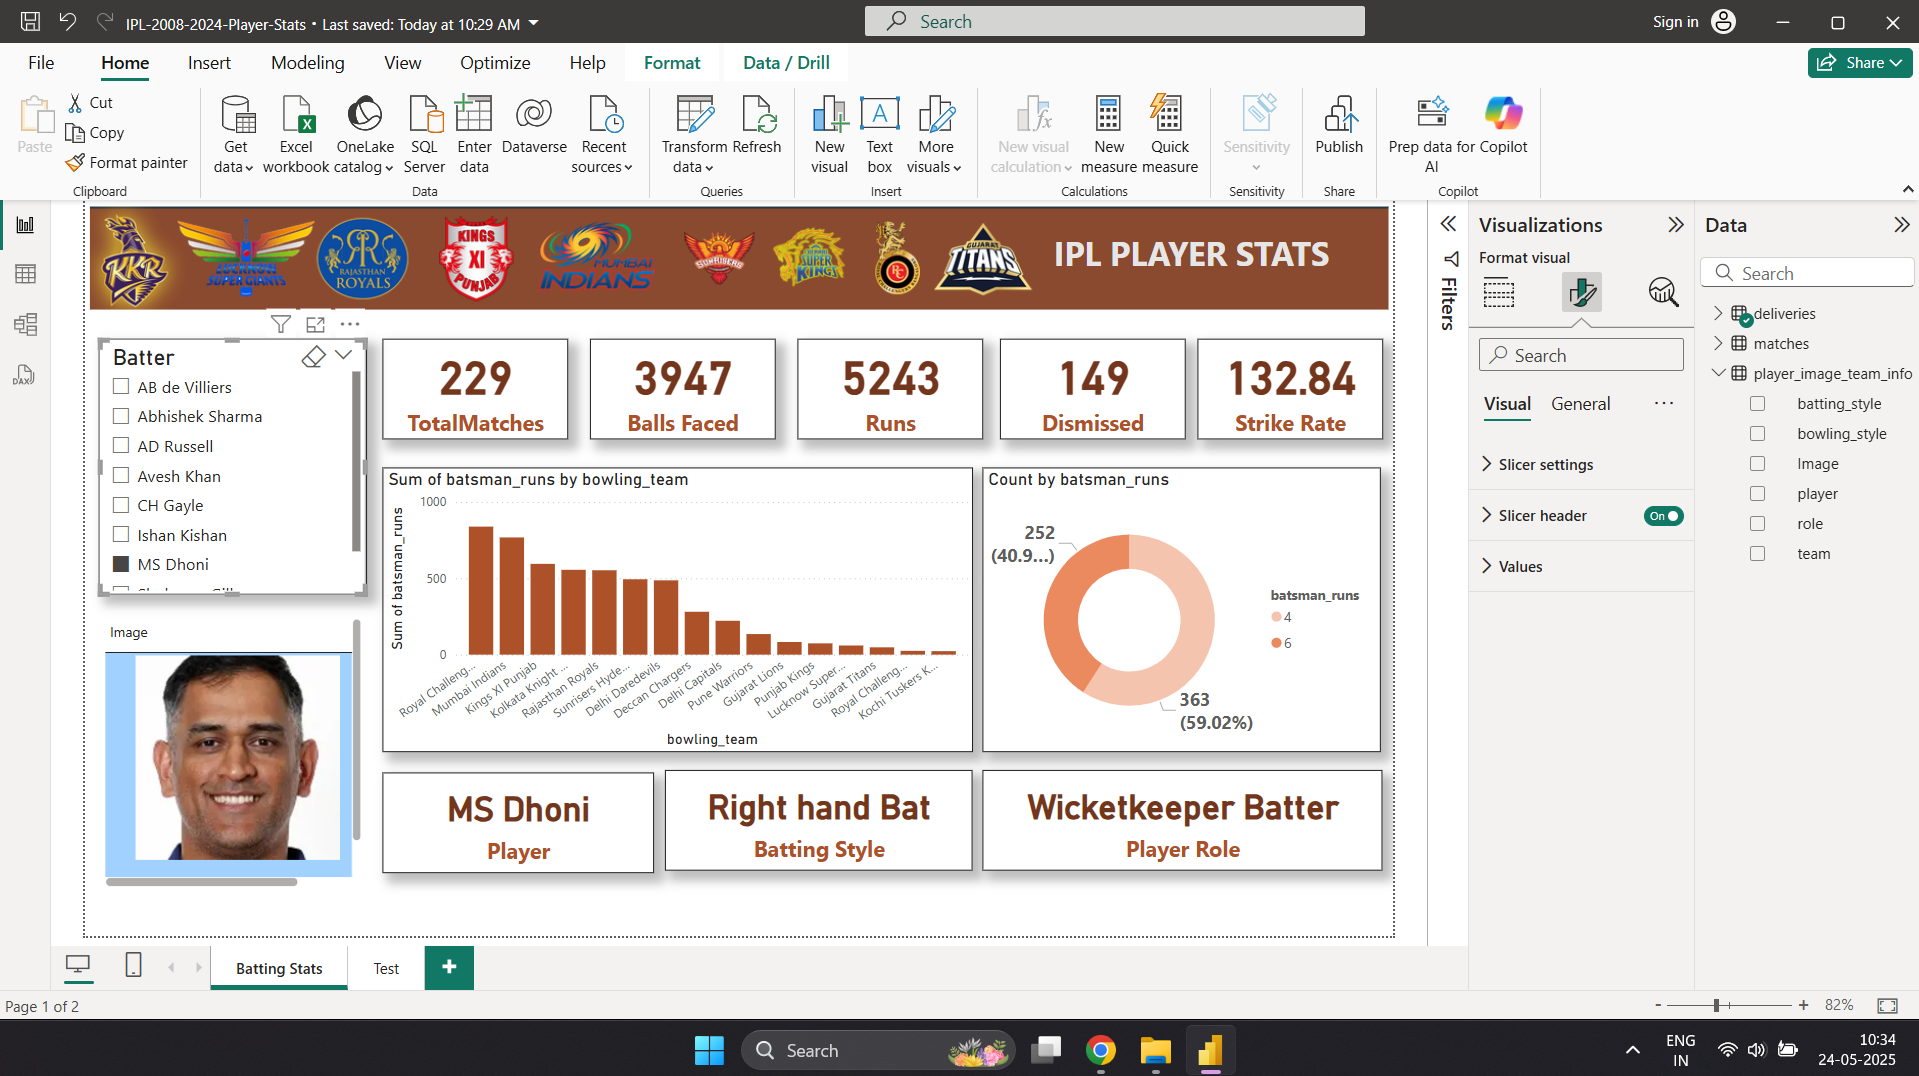 IPL-2008-2024-Player-Stats • Last saved: Today at 10:29 AM
Search
Sign in
File
Home
Insert
Modeling
View
Optimize
Help
Format
Data / Drill
Share
Paste
Cut
Copy
Format painter
Clipboard
Get data
Excel workbook
OneLake catalog
SQL Server
Enter data
Dataverse
Recent sources
Data
Transform data
Refresh
Queries
New visual
Text box
More visuals
Insert
New visual calculation
New measure
Quick measure
Calculations
Sensitivity
Sensitivity
Publish
Share
Prep data for AI
Copilot
Copilot
KKR
LUCKNOW SUPER GIANTS
RR
RAJASTHAN ROYALS
KINGS XI PUNJAB
MUMBAI INDIANS
SUNRISERS
CHENNAI SUPER KINGS
GUJARAT TITANS
IPL PLAYER STATS
Batter
AB de Villiers
Abhishek Sharma
AD Russell
Avesh Khan
CH Gayle
Ishan Kishan
MS Dhoni
229
TotalMatches
3947
Balls Faced
5243
Runs
149
Dismissed
132.84
Strike Rate
Sum of batsman_runs by bowling_team
Sum of batsman_runs
1000
500
0
Royal Challeng...
Mumbai Indians
Kings XI Punjab
Kolkata Knight ...
Rajasthan Royals
Sunrisers Hyde...
Delhi Daredevils
Deccan Chargers
Delhi Capitals
Pune Warriors
Gujarat Lions
Punjab Kings
Lucknow Super...
Gujarat Titans
Royal Challeng...
Kochi Tuskers K...
bowling_team
Count by batsman_runs
252
(40.9...)
363
(59.02%)
batsman_runs
4
6
Image
MS Dhoni
Player
Right hand Bat
Batting Style
Wicketkeeper Batter
Player Role
Filters
Visualizations
Format visual
Search
Visual
General
Slicer settings
Slicer header
On
Values
Data
Search
deliveries
matches
player_image_team_info
batting_style
bowling_style
Image
player
role
team
Batting Stats
Test
+
Page 1 of 2
- + 82%
Search
ENG
IN
10:34
24-05-2025